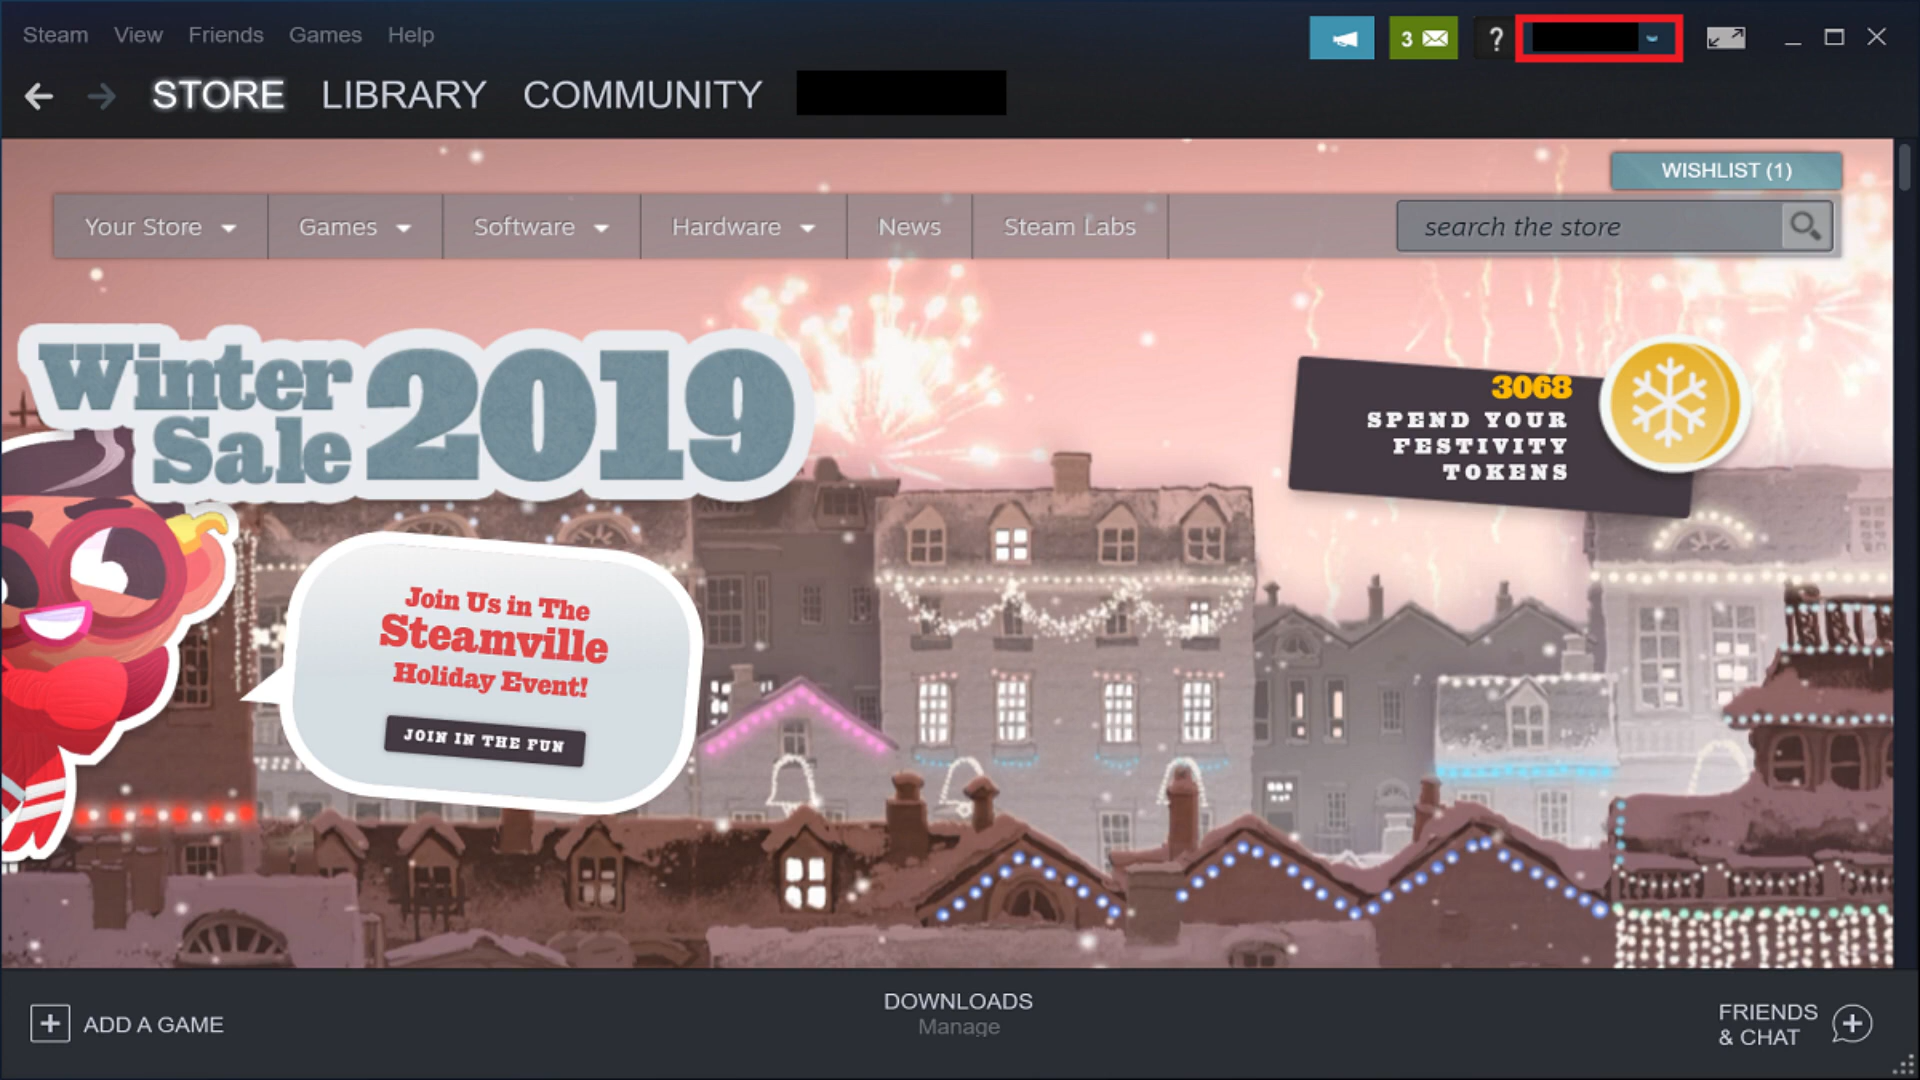 Steam View Friends Games Help
3 ?
STORE LIBRARY COMMUNITY
WISHLIST (1)
Your Store Games Software Hardware News Steam Labs search the store
Winter
Sale 2019
3068
SPEND YOUR
FESTIVITY
TOKENS
Join Us in The
Steamville
Holiday Event!
JOIN IN THE FUN
ADD A GAME
DOWNLOADS
Manage
FRIENDS
& CHAT